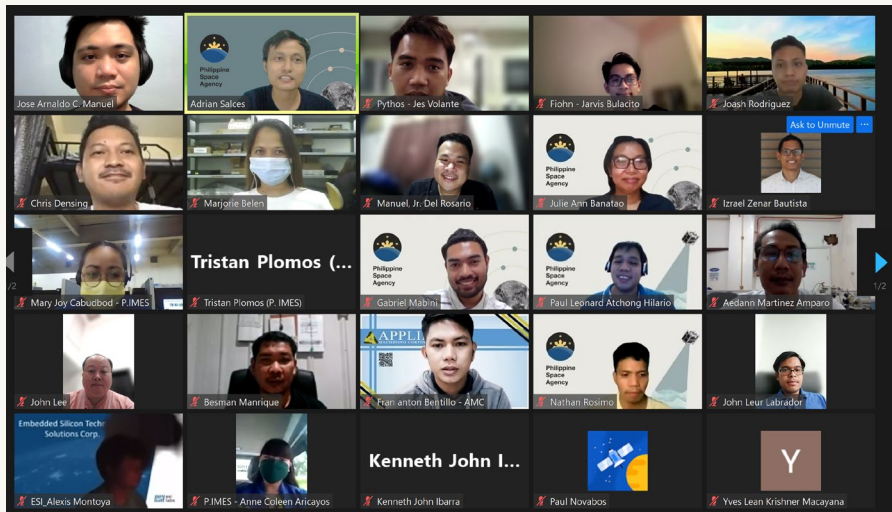 Jose Arnaldo C. Manuel
Philippine
Space
Agency
Adrian Salces
Pythos - Jes Volante
Fiohn - Jarvis Bulacito
Joash Rodriguez
Chris Densing
Marjorie Belen
Manuel, Jr. Del Rosario
Philippine
Space
Agency
Julie Ann Banatao
Ask to Unmute
...
Izrael Zenar Bautista
1/2
Mary Joy Cabudbod - P.IMES
Tristan Plomos (...
Tristan Plomos (P. IMES)
Philippine
Space
Agency
Gabriel Mabini
Philippine
Space
Agency
Paul Leonard Atchong Hilario
Aedann Martinez Amparo
1/2
John Lee
Besman Manrique
APPLI
Fran anton Bentillo - AMC
Philippine
Space
Agency
Nathan Rosimo
John Leur Labrador
Embedded Silicon Techn
Solutions Corp.
ESI_Alexis Montoya
P.IMES - Anne Coleen Aricayos
Kenneth John I...
Kenneth John Ibarra
Paul Novabos
Y
Yves Lean Krishner Macayana